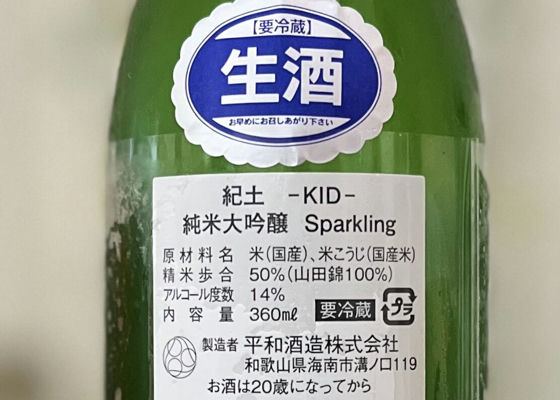 【要冷蔵】
生酒
お早めにお召しあがり下さい
紀土 -KID-
純米大吟醸 Sparkling
原材料名 米(国産)、米こうじ(国産米)
精米歩合 50%(山田錦100%)
アルコール度数 14%
内容量 360mℓ 要冷蔵 プラ
製造者 平和酒造株式会社
和歌山県海南市溝ノ口119
お酒は20歳になってから